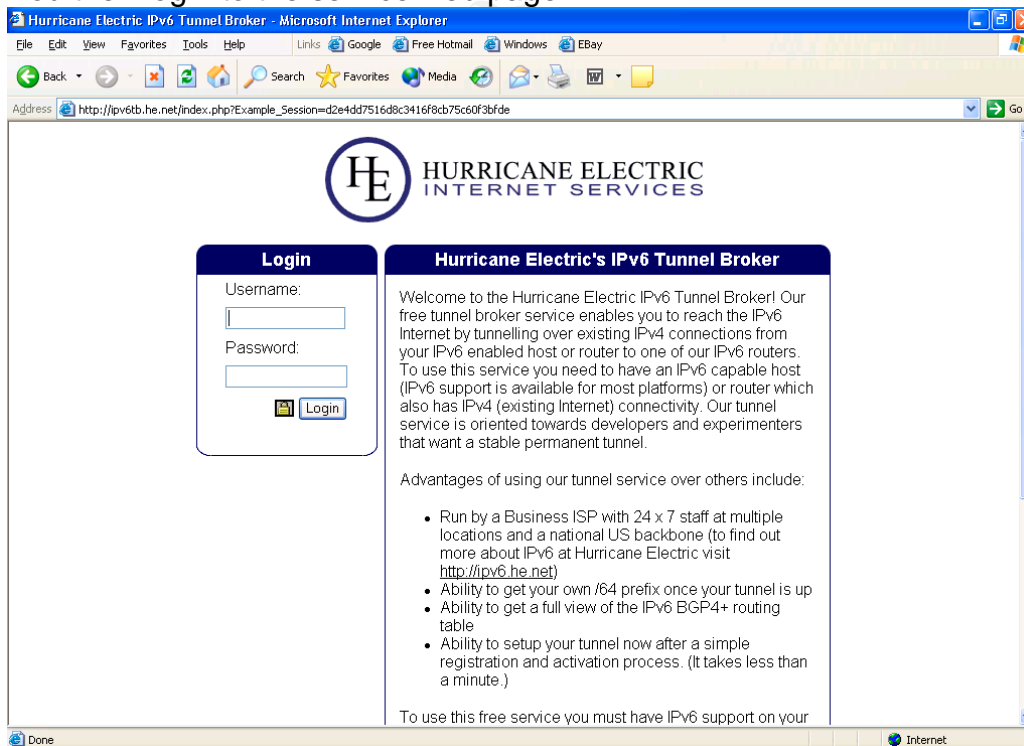 Hurricane Electric IPv6 Tunnel Broker - Microsoft Internet Explorer
File Edit View Favorites Tools Help Links Google Free Hotmail Windows EBay
Back Search Favorites Media
Address http://ipv6tb.he.net/index.php?Example_Session=d2e4dd7516d8c3416f8cb75c60f3bfde Go
HE HURRICANE ELECTRIC
INTERNET SERVICES
Login
Username:
Password:
Login
Hurricane Electric's IPv6 Tunnel Broker
Welcome to the Hurricane Electric IPv6 Tunnel Broker! Our
free tunnel broker service enables you to reach the IPv6
Internet by tunnelling over existing IPv4 connections from
your IPv6 enabled host or router to one of our IPv6 routers.
To use this service you need to have an IPv6 capable host
(IPv6 support is available for most platforms) or router which
also has IPv4 (existing Internet) connectivity. Our tunnel
service is oriented towards developers and experimenters
that want a stable permanent tunnel.
Advantages of using our tunnel service over others include:
• Run by a Business ISP with 24 x 7 staff at multiple
locations and a national US backbone (to find out
more about IPv6 at Hurricane Electric visit
http://ipv6.he.net)
• Ability to get your own /64 prefix once your tunnel is up
• Ability to get a full view of the IPv6 BGP4+ routing
table
• Ability to setup your tunnel now after a simple
registration and activation process. (It takes less than
a minute.)
To use this free service you must have IPv6 support on your
Done Internet